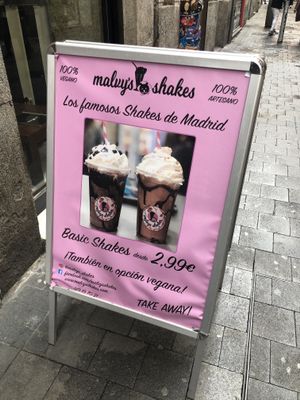 100%
VEGANO
malvy's shakes
100%
ARTESANO
Los famosos Shakes de Madrid
Basic Shakes desde 2.99€
¡También en opción vegana!
TAKE AWAY!